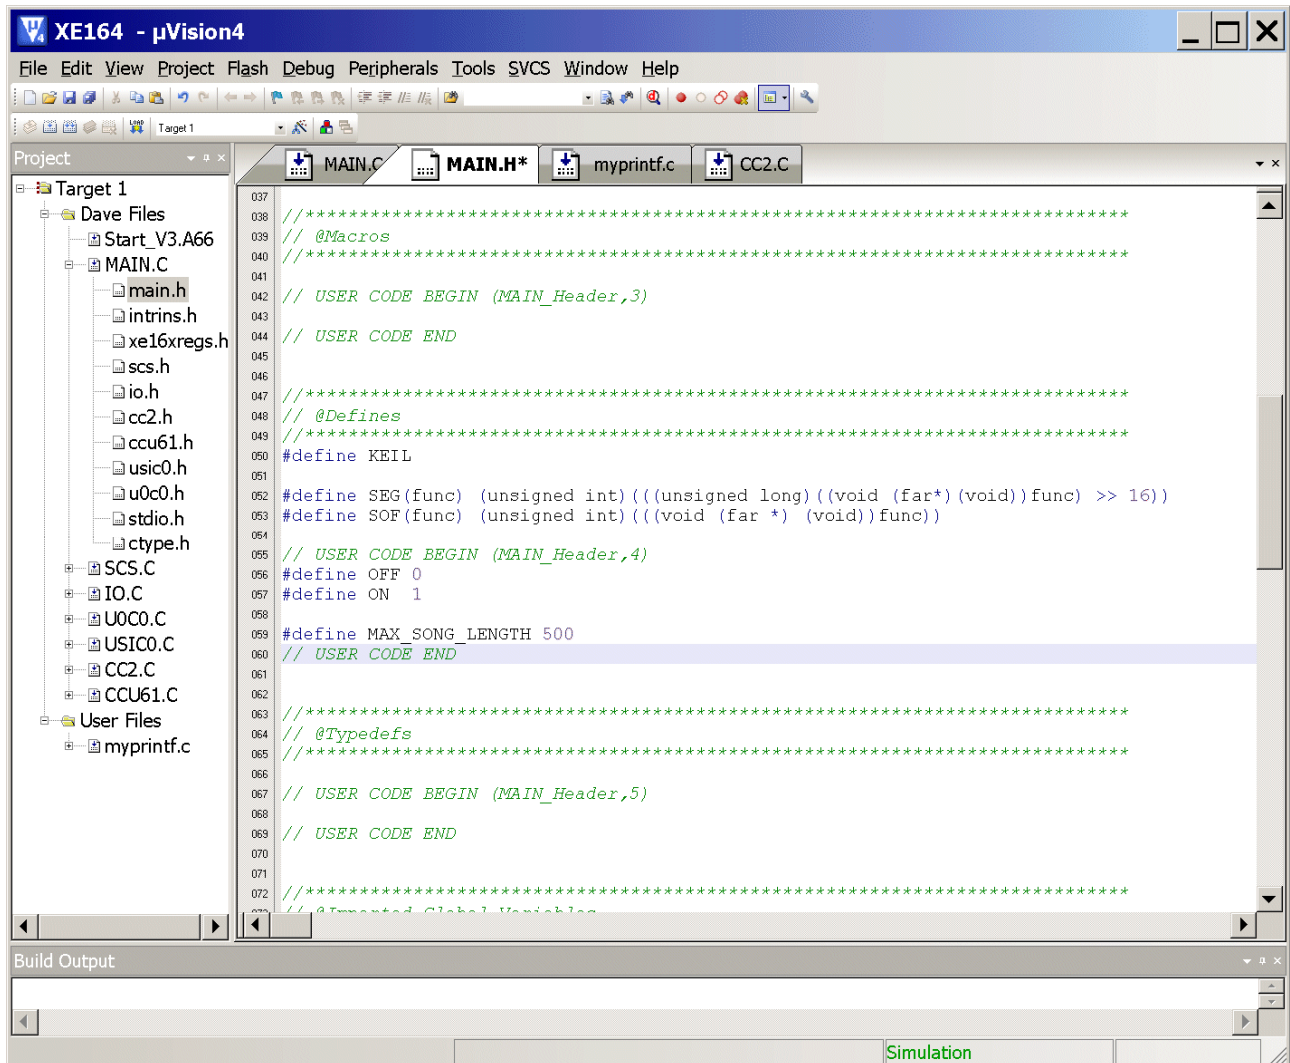 XE164 - µVision4
File Edit View Project Flash Debug Peripherals Tools SVCS Window Help
LOAD Target 1
Project
MAIN.C MAIN.H* myprintf.c CC2.C
Target 1
Dave Files
Start_V3.A66
MAIN.C
main.h
intrins.h
xe16xregs.h
scs.h
io.h
cc2.h
ccu61.h
usic0.h
u0c0.h
stdio.h
ctype.h
SCS.C
IO.C
U0C0.C
USIC0.C
CC2.C
CCU61.C
User Files
myprintf.c
037
038 //****************************************************************************
039 // @Macros
040 //****************************************************************************
041
042 // USER CODE BEGIN (MAIN_Header,3)
043
044 // USER CODE END
045
046
047 //****************************************************************************
048 // @Defines
049 //****************************************************************************
050 #define KEIL
051
052 #define SEG(func) (unsigned int)(((unsigned long)((void (far*)(void))func) >> 16))
053 #define SOF(func) (unsigned int)(((void (far *) (void))func))
054
055 // USER CODE BEGIN (MAIN_Header,4)
056 #define OFF 0
057 #define ON  1
058
059 #define MAX_SONG_LENGTH 500
060 // USER CODE END
061
062
063 //****************************************************************************
064 // @Typedefs
065 //****************************************************************************
066
067 // USER CODE BEGIN (MAIN_Header,5)
068
069 // USER CODE END
070
071
072 //****************************************************************************
073 // @Imported Global Variables
Build Output
Simulation